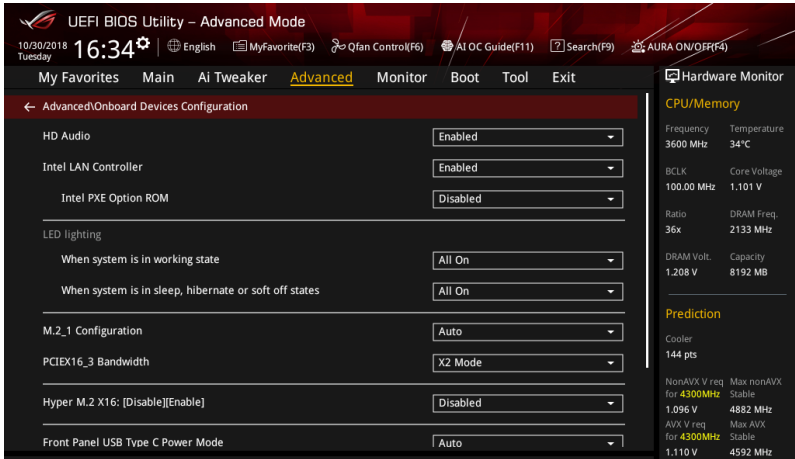 UEFI BIOS Utility – Advanced Mode
10/30/2018 Tuesday 16:34 English MyFavorite(F3) Qfan Control(F6) AI OC Guide(F11) Search(F9) AURA ON/OFF(F4)
My Favorites Main Ai Tweaker Advanced Monitor Boot Tool Exit
Hardware Monitor
← Advanced\Onboard Devices Configuration
HD Audio Enabled
Intel LAN Controller Enabled
Intel PXE Option ROM Disabled
LED lighting
When system is in working state All On
When system is in sleep, hibernate or soft off states All On
M.2_1 Configuration Auto
PCIEX16_3 Bandwidth X2 Mode
Hyper M.2 X16: [Disable][Enable] Disabled
Front Panel USB Type C Power Mode Auto
CPU/Memory
Frequency Temperature
3600 MHz 34°C
BCLK Core Voltage
100.00 MHz 1.101 V
Ratio DRAM Freq.
36x 2133 MHz
DRAM Volt. Capacity
1.208 V 8192 MB
Prediction
Cooler
144 pts
NonAVX V req Max nonAVX
for 4300MHz Stable
1.096 V 4882 MHz
AVX V req Max AVX
for 4300MHz Stable
1.110 V 4592 MHz